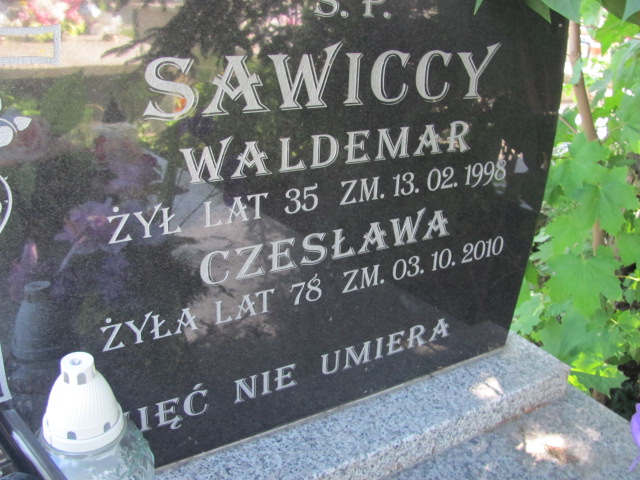 Ś. P.
SAWICCY
WALDEMAR
ŻYŁ LAT 35 ZM. 13. 02. 1998
CZESŁAWA
ŻYŁA LAT 78 ZM. 03. 10. 2010
NIE UMIERA